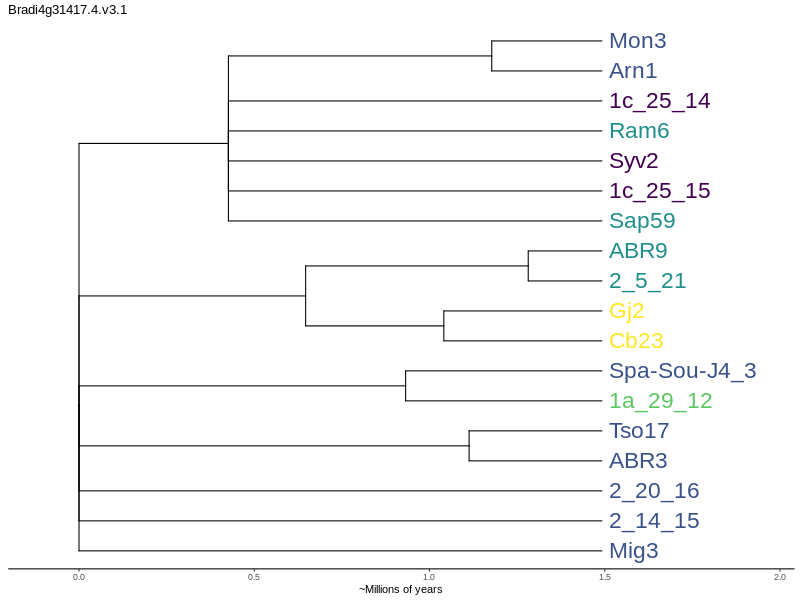 Bradi4g31417.4.v3.1
Mon3
Arn1
1c_25_14
Ram6
Syv2
1c_25_15
Sap59
ABR9
2_5_21
Gj2
Cb23
Spa-Sou-J4_3
1a_29_12
Tso17
ABR3
2_20_16
2_14_15
Mig3
0.0 0.5 1.0 1.5 2.0
~Millions of years